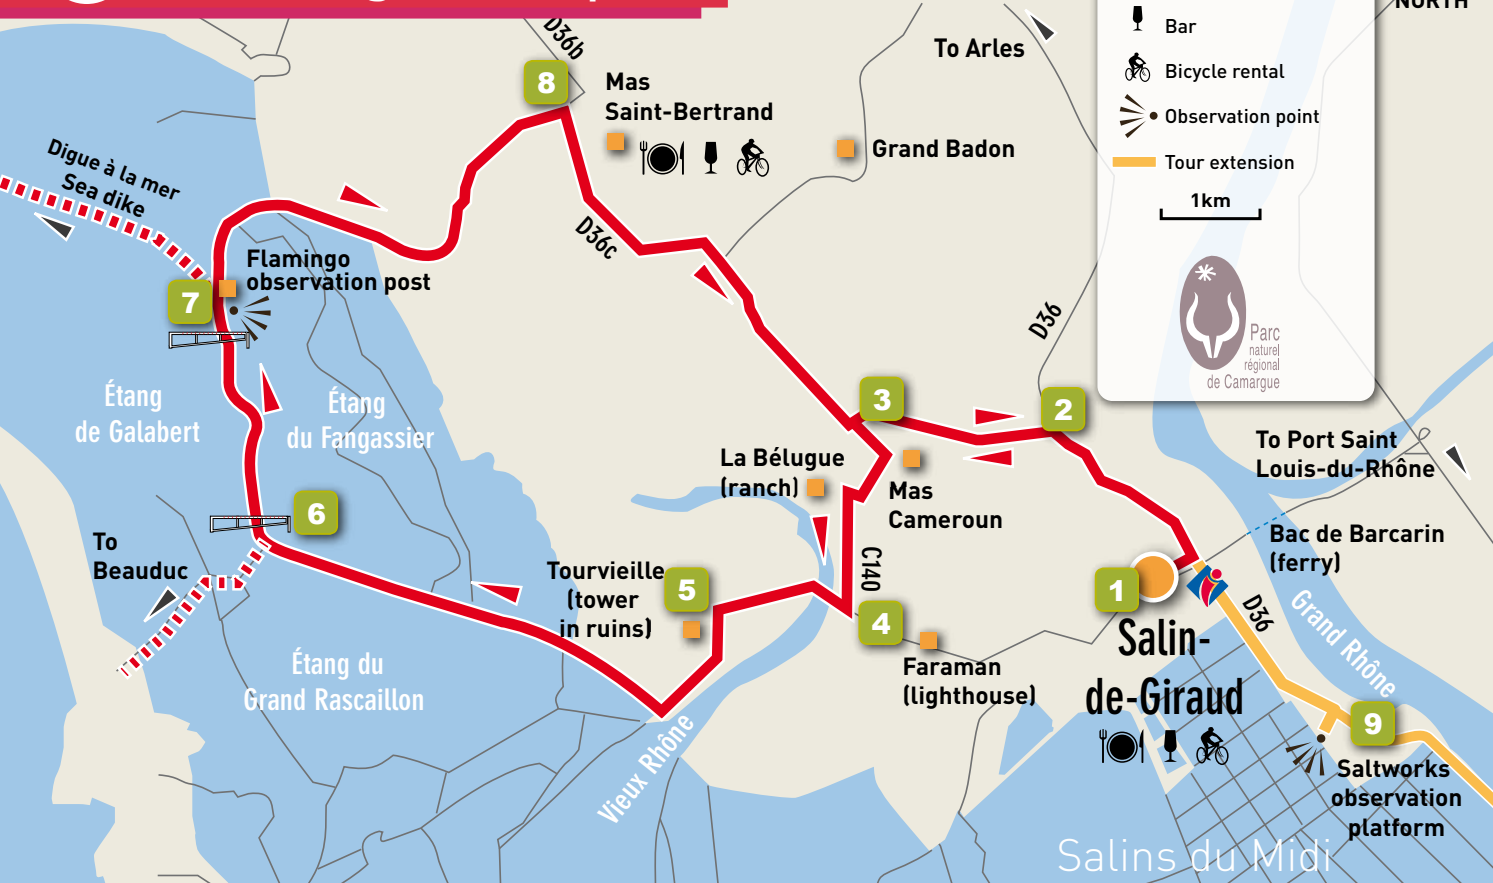 D36b
8
Mas
Saint-Bertrand
To Arles
Bar
Bicycle rental
Observation point
Tour extension
1km
Parc
naturel
régional
de Camargue
Grand Badon
Digue à la mer
Sea dike
D36c
Flamingo
observation post
7
D36
Étang
de Galabert
Étang
du Fangassier
3
2
To Port Saint
Louis-du-Rhône
La Bélugue
(ranch)
Mas
Cameroun
6
To
Beauduc
Bac de Barcarin
(ferry)
C140
Tourvieille
(tower
in ruins)
5
4
1
D36
Grand Rhône
Salin-
de-Giraud
Faraman
(lighthouse)
Étang du
Grand Rascaillon
Vieux Rhône
9
Saltworks
observation
platform
Salins du Midi